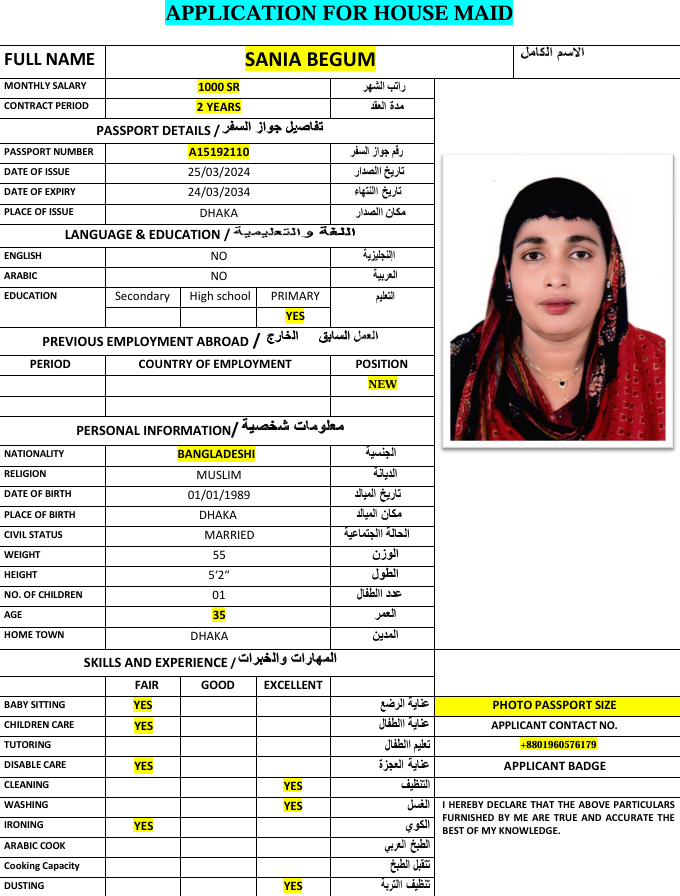 APPLICATION FOR HOUSE MAID
FULL NAME SANIA BEGUM الاسم الكامل
MONTHLY SALARY 1000 SR راتب الشهر
CONTRACT PERIOD 2 YEARS مدة العقد
PASSPORT DETAILS / تفاصيل جواز السفر
PASSPORT NUMBER A15192110 رقم جواز السفر
DATE OF ISSUE 25/03/2024 تاريخ االصدار
DATE OF EXPIRY 24/03/2034 تاريخ االنتهاء
PLACE OF ISSUE DHAKA مكان االصدار
LANGUAGE & EDUCATION / اللغة والتعليمية
ENGLISH NO االنجليزية
ARABIC NO العربية
EDUCATION Secondary High school PRIMARY التعليم
YES
PREVIOUS EMPLOYMENT ABROAD / العمل السابق الخارج
PERIOD COUNTRY OF EMPLOYMENT POSITION
NEW
PERSONAL INFORMATION/ معلومات شخصية
NATIONALITY BANGLADESHI الجنسية
RELIGION MUSLIM الديانة
DATE OF BIRTH 01/01/1989 تاريخ الميالد
PLACE OF BIRTH DHAKA مكان الميالد
CIVIL STATUS MARRIED الحالة االجتماعية
WEIGHT 55 الوزن
HEIGHT 5‘2“ الطول
NO. OF CHILDREN 01 عدد االطفال
AGE 35 العمر
HOME TOWN DHAKA المدين
SKILLS AND EXPERIENCE / المهارات والخبرات
FAIR GOOD EXCELLENT
BABY SITTING YES عناية الرضع
CHILDREN CARE YES عناية االطفال
TUTORING تعليم االطفال
DISABLE CARE YES عناية العجزة
CLEANING YES التنظيف
WASHING YES الغسل
IRONING YES الكوي
ARABIC COOK الطبخ العربي
Cooking Capacity تتقبل الطبخ
DUSTING YES تنظيف االتربة
PHOTO PASSPORT SIZE
APPLICANT CONTACT NO.
+8801960576179
APPLICANT BADGE
I HEREBY DECLARE THAT THE ABOVE PARTICULARS
FURNISHED BY ME ARE TRUE AND ACCURATE THE
BEST OF MY KNOWLEDGE.